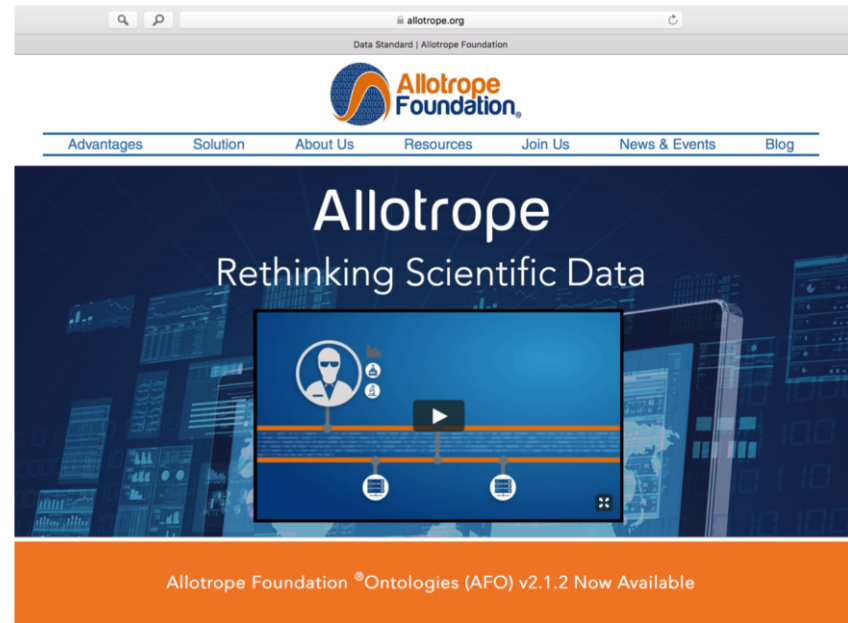 allotrope.org
Data Standard | Allotrope Foundation
Allotrope
Foundation®
Advantages Solution About Us Resources Join Us News & Events Blog
Allotrope
Rethinking Scientific Data
Allotrope Foundation ®Ontologies (AFO) v2.1.2 Now Available